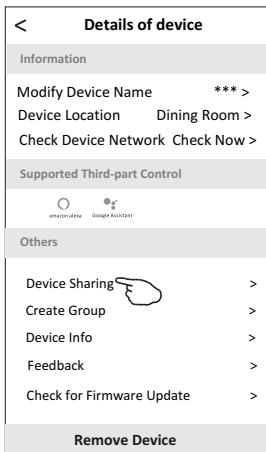 < Details of device
Information
Modify Device Name *** >
Device Location Dining Room >
Check Device Network Check Now >
Supported Third-part Control
amazon alexa Google Assistant
Others
Device Sharing >
Create Group >
Device Info >
Feedback >
Check for Firmware Update >
Remove Device